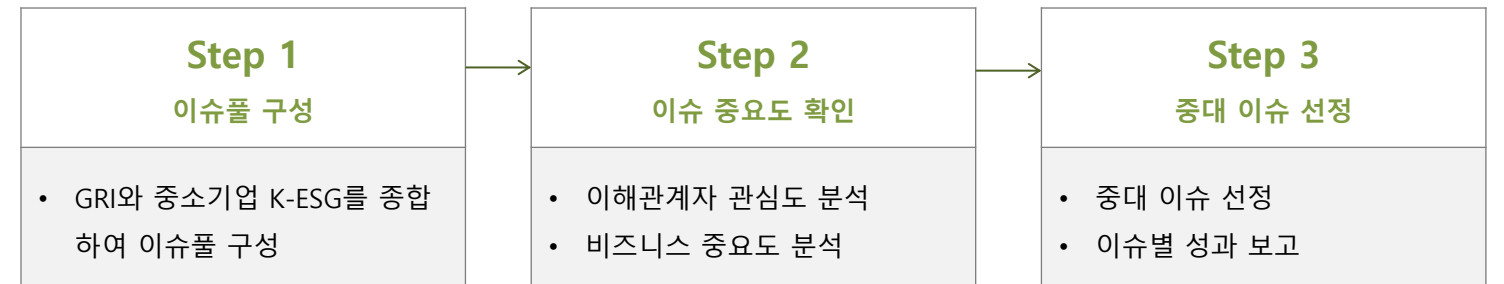 Step 1
이슈풀 구성
• GRI와 중소기업 K-ESG를 종합
하여 이슈풀 구성
Step 2
이슈 중요도 확인
• 이해관계자 관심도 분석
• 비즈니스 중요도 분석
Step 3
중대 이슈 선정
• 중대 이슈 선정
• 이슈별 성과 보고